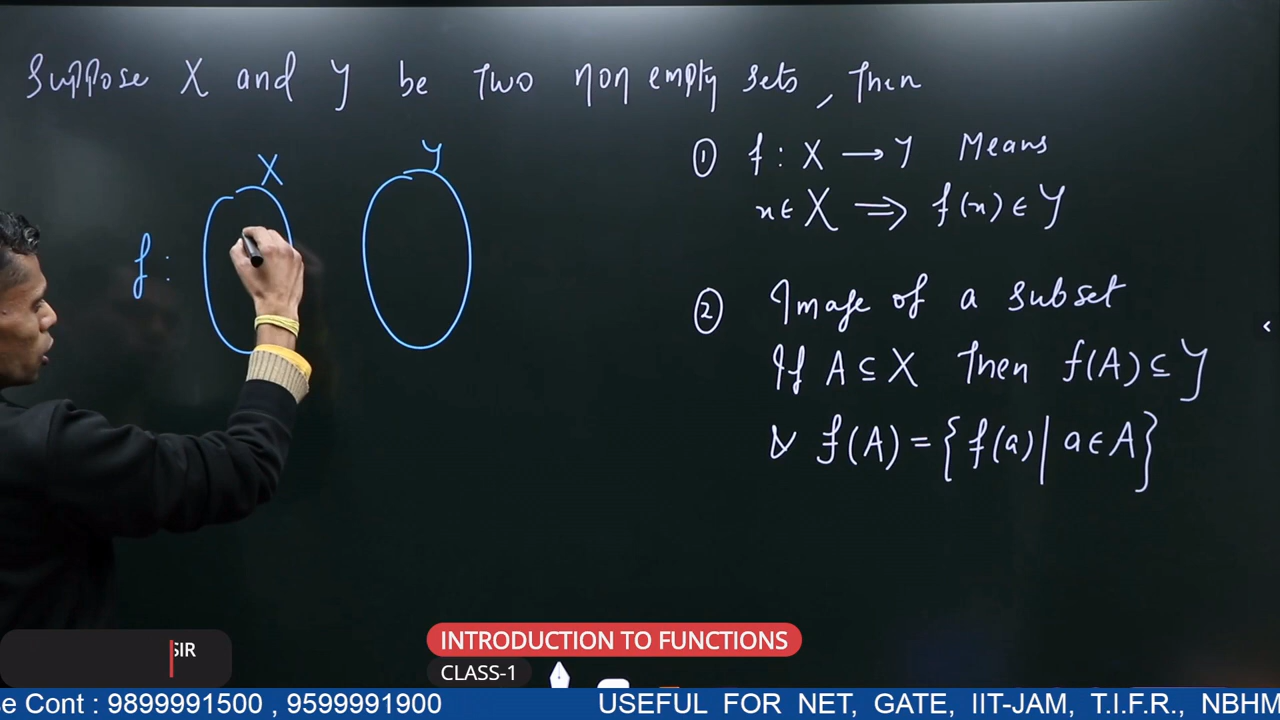 Suppose X and Y be two non empty sets, Then
X
Y
f :
① f : X → Y Means
x ∈ X ⇒ f(x) ∈ Y
② Image of a subset
If A ⊆ X Then f(A) ⊆ Y
& f(A) = { f(a) | a ∈ A }
SIR
INTRODUCTION TO FUNCTIONS
CLASS-1
Cont : 9899991500 , 9599991900 USEFUL FOR NET, GATE, IIT-JAM, T.I.F.R., NBHM